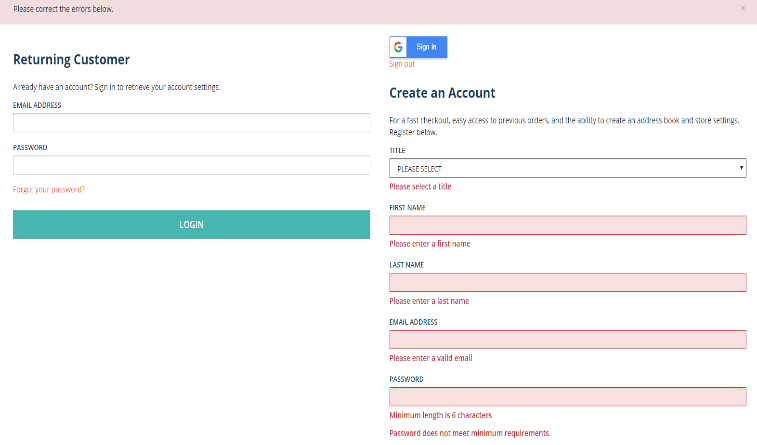 Please correct the errors below.
x
Returning Customer
Already have an account? Sign in to retrieve your account settings.
EMAIL ADDRESS
PASSWORD
Forgot your password?
LOGIN
G Sign in
Sign out
Create an Account
For a fast checkout, easy access to previous orders, and the ability to create an address book and store settings.
Register below.
TITLE
PLEASE SELECT
Please select a title
FIRST NAME
Please enter a first name
LAST NAME
Please enter a last name
EMAIL ADDRESS
Please enter a valid email
PASSWORD
Minimum length is 6 characters
Password does not meet minimum requirements.